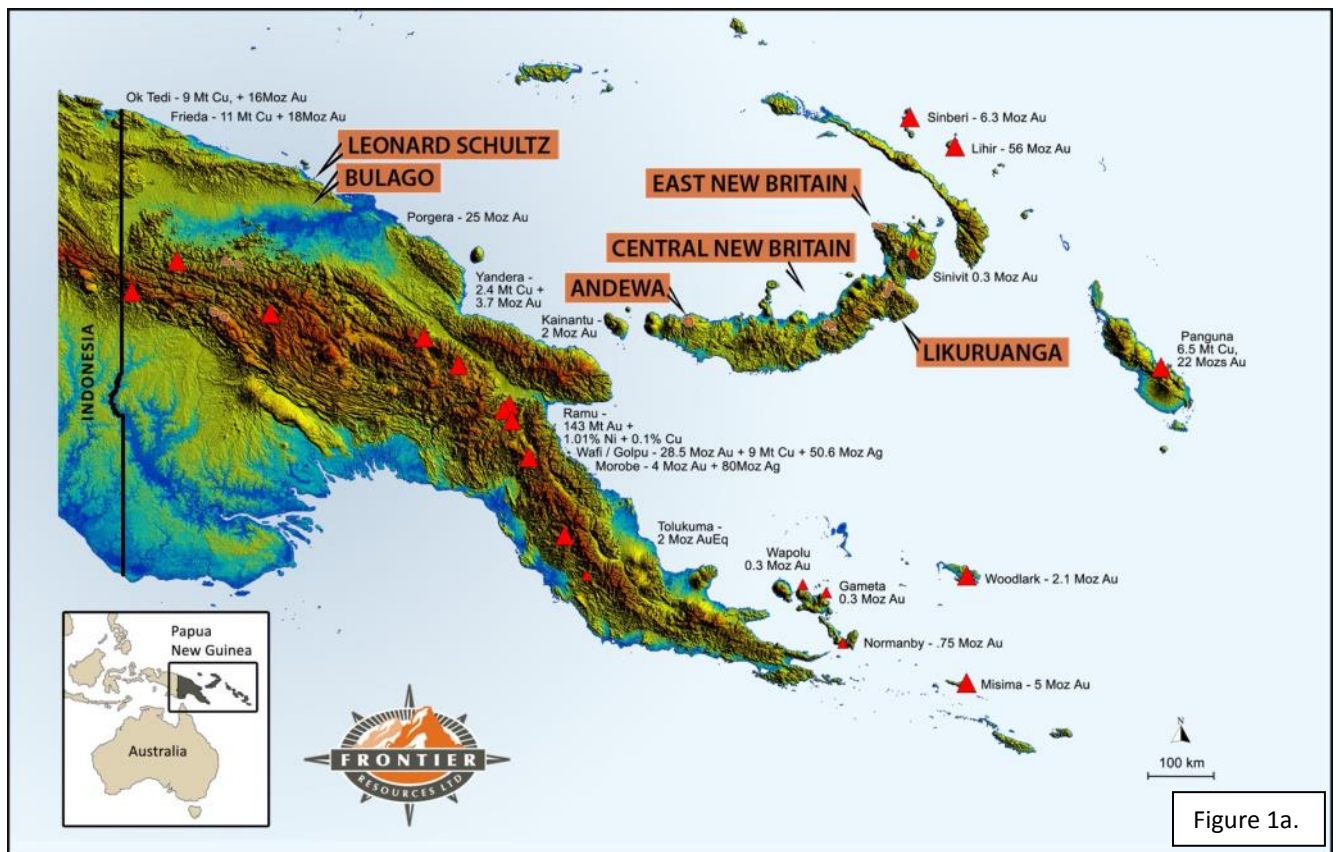 Ok Tedi - 9 Mt Cu, + 16Moz Au
Frieda - 11 Mt Cu + 18Moz Au
LEONARD SCHULTZ
BULAGO
Porgera - 25 Moz Au
Yandera -
2.4 Mt Cu +
3.7 Moz Au
Kainantu -
2 Moz Au
Sinberi - 6.3 Moz Au
Lihir - 56 Moz Au
EAST NEW BRITAIN
CENTRAL NEW BRITAIN
ANDEWA
Sinivit 0.3 Moz Au
LIKURUANGA
Panguna
6.5 Mt Cu,
22 Mozs Au
INDONESIA
Ramu -
143 Mt Au +
1.01% Ni + 0.1% Cu
- Wafi / Golpu - 28.5 Moz Au + 9 Mt Cu + 50.6 Moz Ag
Morobe - 4 Moz Au + 80Moz Ag
Tolukuma -
2 Moz AuEq
Wapolu
0.3 Moz Au
Gameta
0.3 Moz Au
Woodlark - 2.1 Moz Au
Normanby - .75 Moz Au
Misima - 5 Moz Au
Papua
New Guinea
Australia
FRONTIER
RESOURCES LTD
N
100 km
Figure 1a.